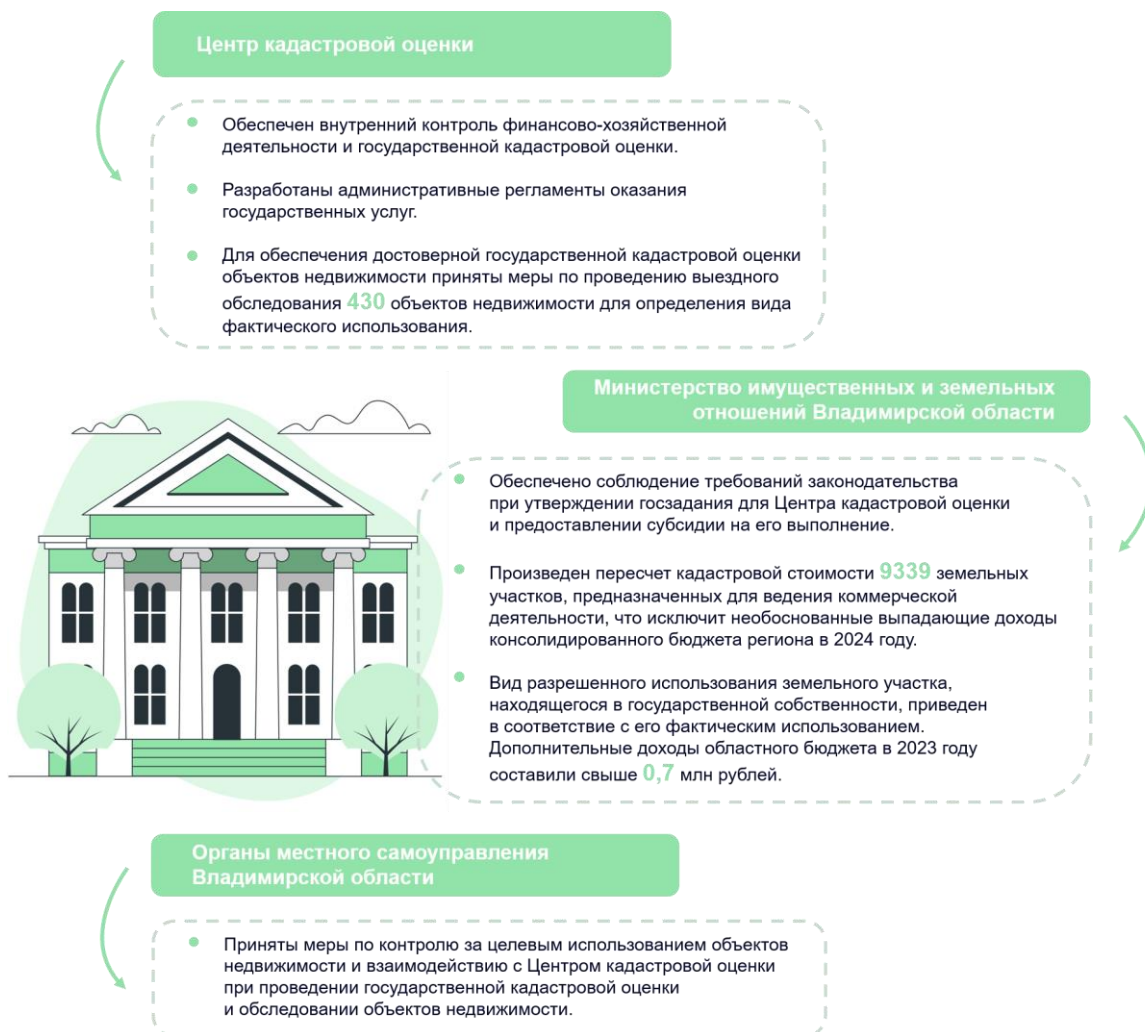 Центр кадастровой оценки
Обеспечен внутренний контроль финансово-хозяйственной
деятельности и государственной кадастровой оценки.
Разработаны административные регламенты оказания
государственных услуг.
Для обеспечения достоверной государственной кадастровой оценки
объектов недвижимости приняты меры по проведению выездного
обследования 430 объектов недвижимости для определения вида
фактического использования.
Министерство имущественных и земельных
отношений Владимирской области
Обеспечено соблюдение требований законодательства
при утверждении госзадания для Центра кадастровой оценки
и предоставлении субсидии на его выполнение.
Произведен пересчет кадастровой стоимости 9339 земельных
участков, предназначенных для ведения коммерческой
деятельности, что исключит необоснованные выпадающие доходы
консолидированного бюджета региона в 2024 году.
Вид разрешенного использования земельного участка,
находящегося в государственной собственности, приведен
в соответствие с его фактическим использованием.
Дополнительные доходы областного бюджета в 2023 году
составили свыше 0,7 млн рублей.
Органы местного самоуправления
Владимирской области
Приняты меры по контролю за целевым использованием объектов
недвижимости и взаимодействию с Центром кадастровой оценки
при проведении государственной кадастровой оценки
и обследовании объектов недвижимости.